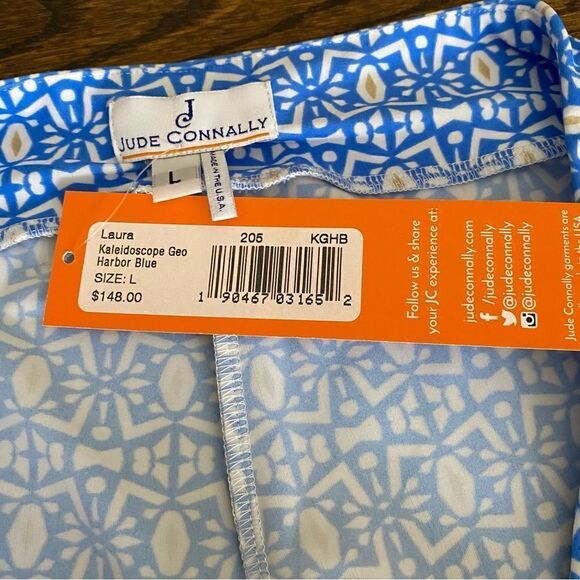 J
JUDE CONNALLY
L
MADE IN THE U.S.A.
Laura 205 KGHB
Kaleidoscope Geo
Harbor Blue
SIZE: L
$148.00
1 90467 03165 2
Follow us & share
your JC experience at:
judeconnally.com
f /judeconnally
@judeconnally
@judeconnally
Jude Connally garments are
USA